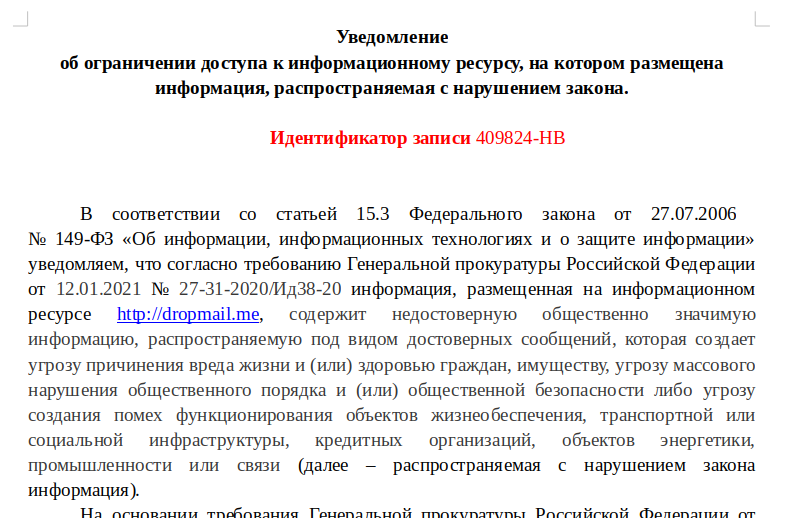 Уведомление
об ограничении доступа к информационному ресурсу, на котором размещена
информация, распространяемая с нарушением закона.
Идентификатор записи 409824-НВ
В соответствии со статьей 15.3 Федерального закона от 27.07.2006
№ 149-ФЗ «Об информации, информационных технологиях и о защите информации»
уведомляем, что согласно требованию Генеральной прокуратуры Российской Федерации
от 12.01.2021 № 27-31-2020/Ид38-20 информация, размещенная на информационном
ресурсе http://dropmail.me, содержит недостоверную общественно значимую
информацию, распространяемую под видом достоверных сообщений, которая создает
угрозу причинения вреда жизни и (или) здоровью граждан, имуществу, угрозу массового
нарушения общественного порядка и (или) общественной безопасности либо угрозу
создания помех функционирования объектов жизнеобеспечения, транспортной или
социальной инфраструктуры, кредитных организаций, объектов энергетики,
промышленности или связи (далее – распространяемая с нарушением закона
информация).
На основании требования Генеральной прокуратуры Российской Федерации от